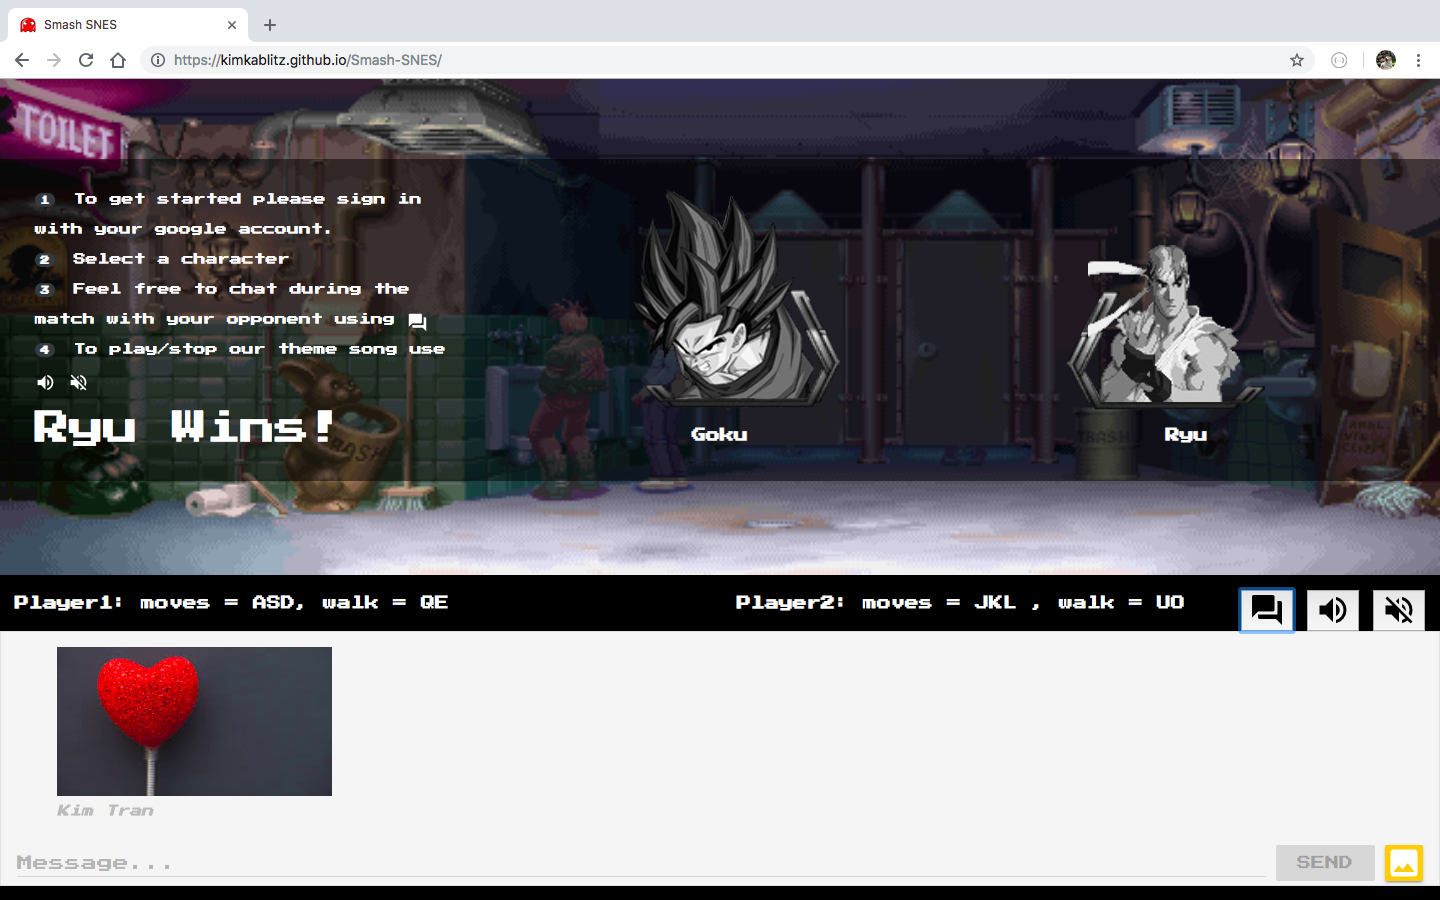 Smash SNES
https://kimkablitz.github.io/Smash-SNES/
TOILET
1 To get started please sign in
with your google account.
2 Select a character
3 Feel free to chat during the
match with your opponent using
4 To play/stop our theme song use
Ryu Wins!
TRASH
Goku
Ryu
TRASH
Player1: moves = ASD, walk = QE
Player2: moves = JKL , walk = UO
Kim Tran
Message...
SEND